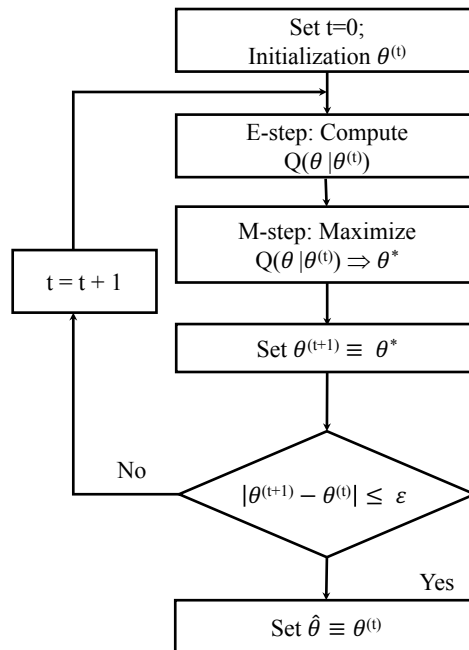 Set t=0;
Initialization θ⁽ᵗ⁾
E-step: Compute
Q(θ |θ⁽ᵗ⁾)
M-step: Maximize
Q(θ |θ⁽ᵗ⁾) ⇒ θ*
t = t + 1
Set θ⁽ᵗ⁺¹⁾ ≡ θ*
No
|θ⁽ᵗ⁺¹⁾ − θ⁽ᵗ⁾| ≤ ε
Yes
Set θ̂ ≡ θ⁽ᵗ⁾